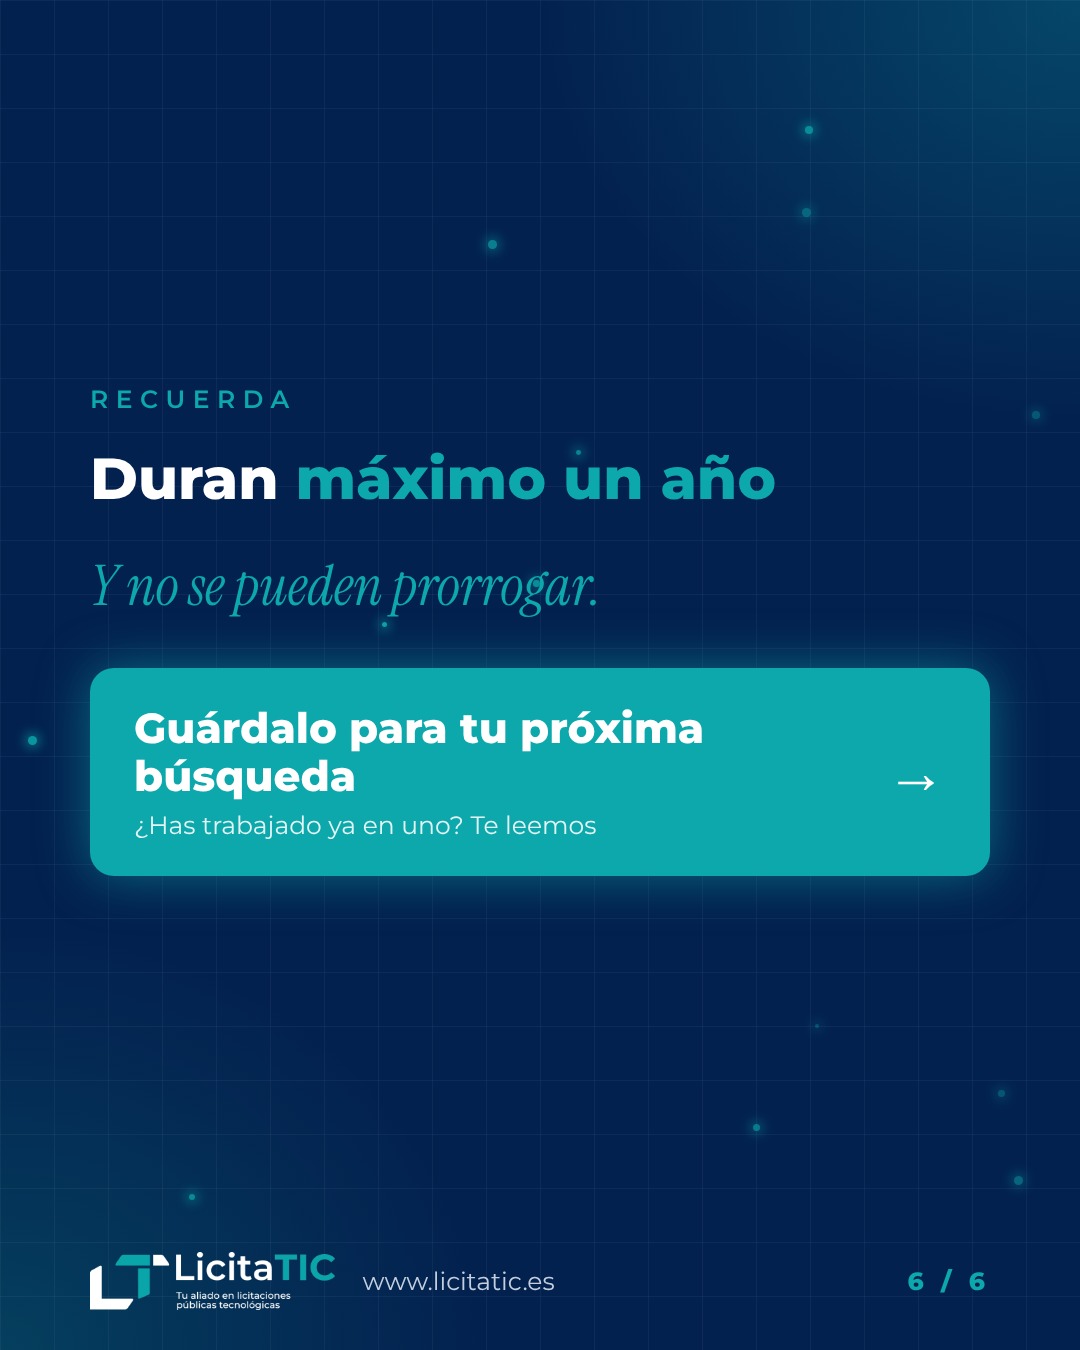 RECUERDA
Duran máximo un año
Y no se pueden prorrogar.
Guárdalo para tu próxima
búsqueda
→
¿Has trabajado ya en uno? Te leemos
LicitaTIC
Tu aliado en licitaciones
públicas tecnológicas
www.licitatic.es
6 / 6